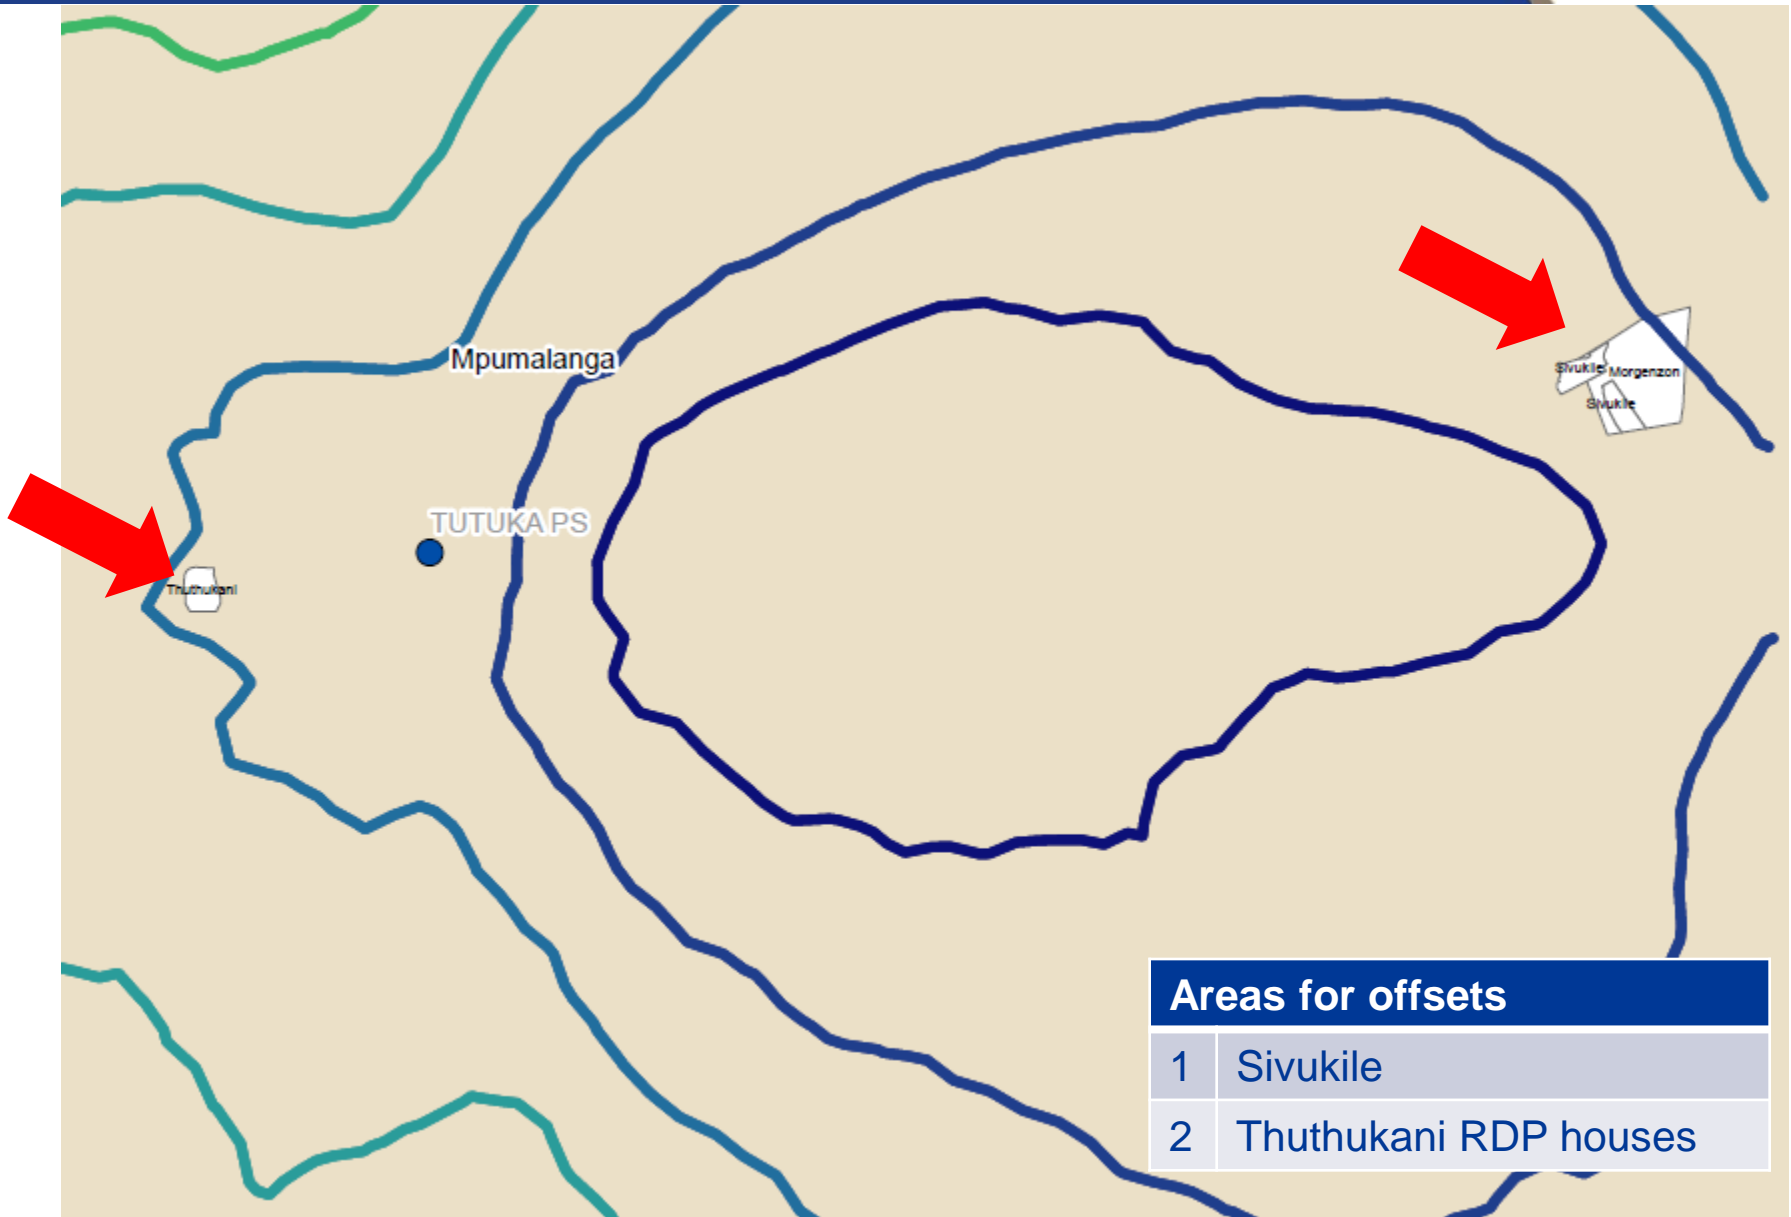 Mpumalanga
Sivukile
Morgenzon
Sivukile
TUTUKA PS
Thuthukani
Areas for offsets
1 Sivukile
2 Thuthukani RDP houses